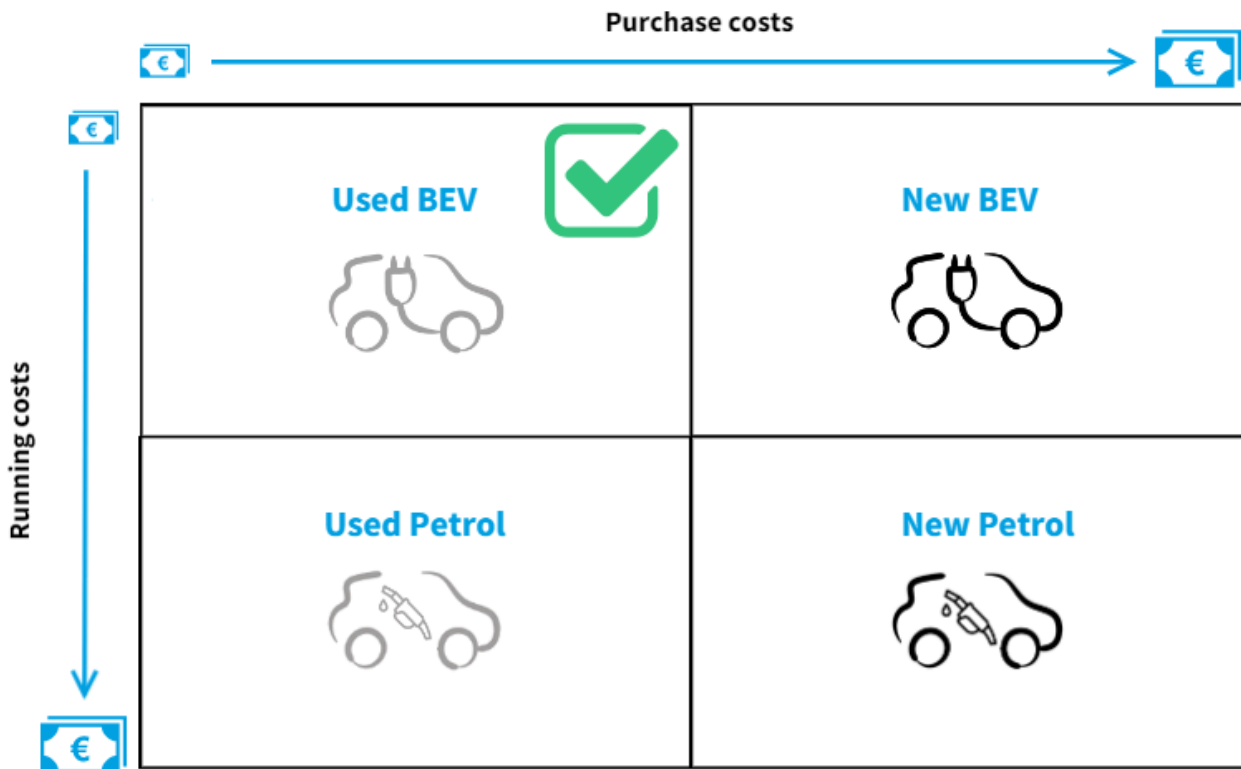 Purchase costs
€
€
€
Used BEV
New BEV
Running costs
Used Petrol
New Petrol
€